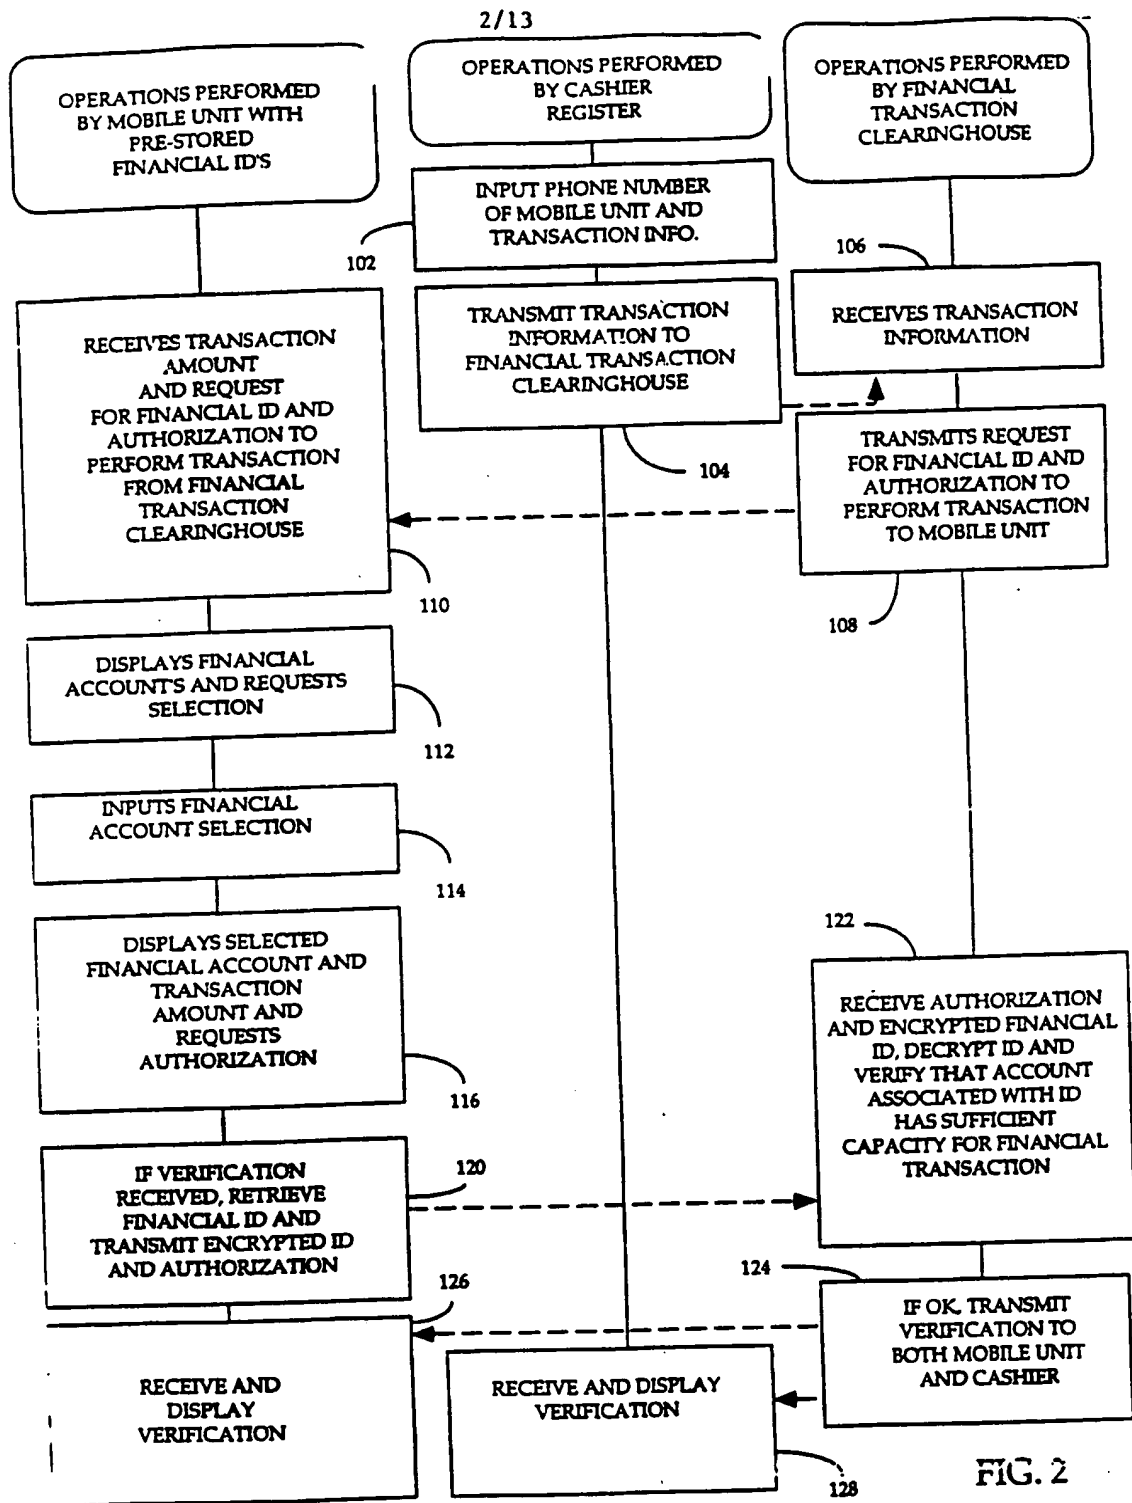 2/13
OPERATIONS PERFORMED
BY MOBILE UNIT WITH
PRE-STORED
FINANCIAL ID'S
OPERATIONS PERFORMED
BY CASHIER
REGISTER
OPERATIONS PERFORMED
BY FINANCIAL
TRANSACTION
CLEARINGHOUSE
INPUT PHONE NUMBER
OF MOBILE UNIT AND
TRANSACTION INFO.
102
106
RECEIVES TRANSACTION
AMOUNT
AND REQUEST
FOR FINANCIAL ID AND
AUTHORIZATION TO
PERFORM TRANSACTION
FROM FINANCIAL
TRANSACTION
CLEARINGHOUSE
110
TRANSMIT TRANSACTION
INFORMATION TO
FINANCIAL TRANSACTION
CLEARINGHOUSE
104
RECEIVES TRANSACTION
INFORMATION
TRANSMITS REQUEST
FOR FINANCIAL ID AND
AUTHORIZATION TO
PERFORM TRANSACTION
TO MOBILE UNIT
108
DISPLAYS FINANCIAL
ACCOUNTS AND REQUESTS
SELECTION
112
INPUTS FINANCIAL
ACCOUNT SELECTION
114
DISPLAYS SELECTED
FINANCIAL ACCOUNT AND
TRANSACTION
AMOUNT AND
REQUESTS
AUTHORIZATION
116
122
RECEIVE AUTHORIZATION
AND ENCRYPTED FINANCIAL
ID, DECRYPT ID AND
VERIFY THAT ACCOUNT
ASSOCIATED WITH ID
HAS SUFFICIENT
CAPACITY FOR FINANCIAL
TRANSACTION
IF VERIFICATION
RECEIVED, RETRIEVE
FINANCIAL ID AND
TRANSMIT ENCRYPTED ID
AND AUTHORIZATION
120
124
IF OK, TRANSMIT
VERIFICATION TO
BOTH MOBILE UNIT
AND CASHIER
126
RECEIVE AND
DISPLAY
VERIFICATION
RECEIVE AND DISPLAY
VERIFICATION
128
FIG. 2